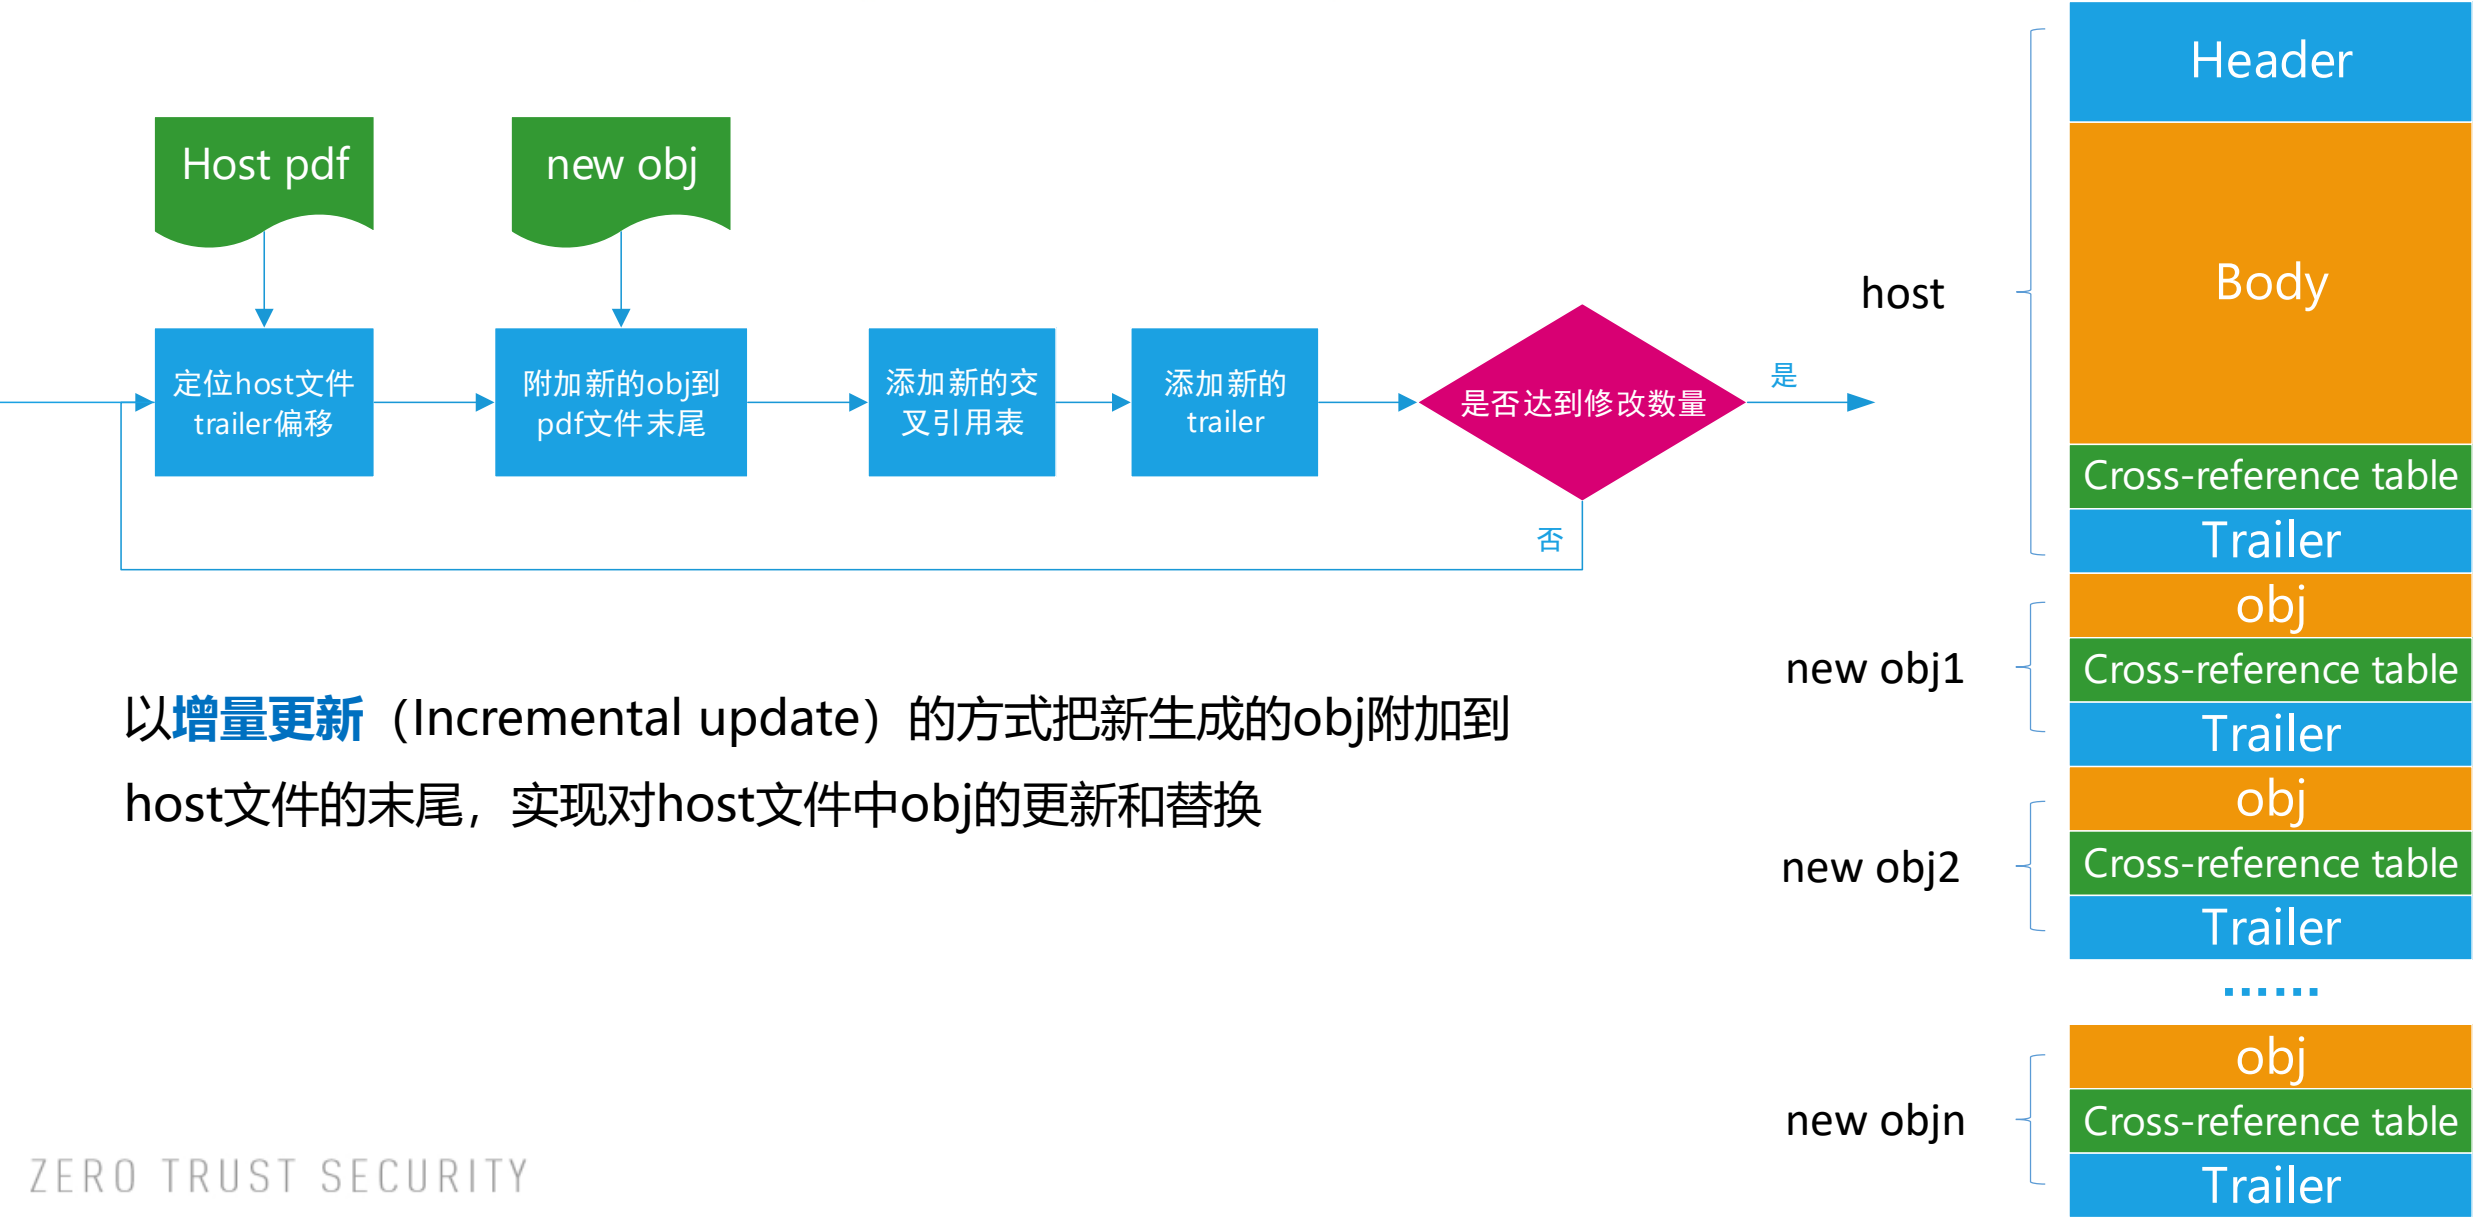 Host pdf
new obj
定位host文件
trailer偏移
附加新的obj到
pdf文件末尾
添加新的交
叉引用表
添加新的
trailer
是否达到修改数量
是
否
以增量更新（Incremental update）的方式把新生成的obj附加到
host文件的末尾，实现对host文件中obj的更新和替换
host
Header
Body
Cross-reference table
Trailer
new obj1
obj
Cross-reference table
Trailer
new obj2
obj
Cross-reference table
Trailer
······
new objn
obj
Cross-reference table
Trailer
ZERO TRUST SECURITY